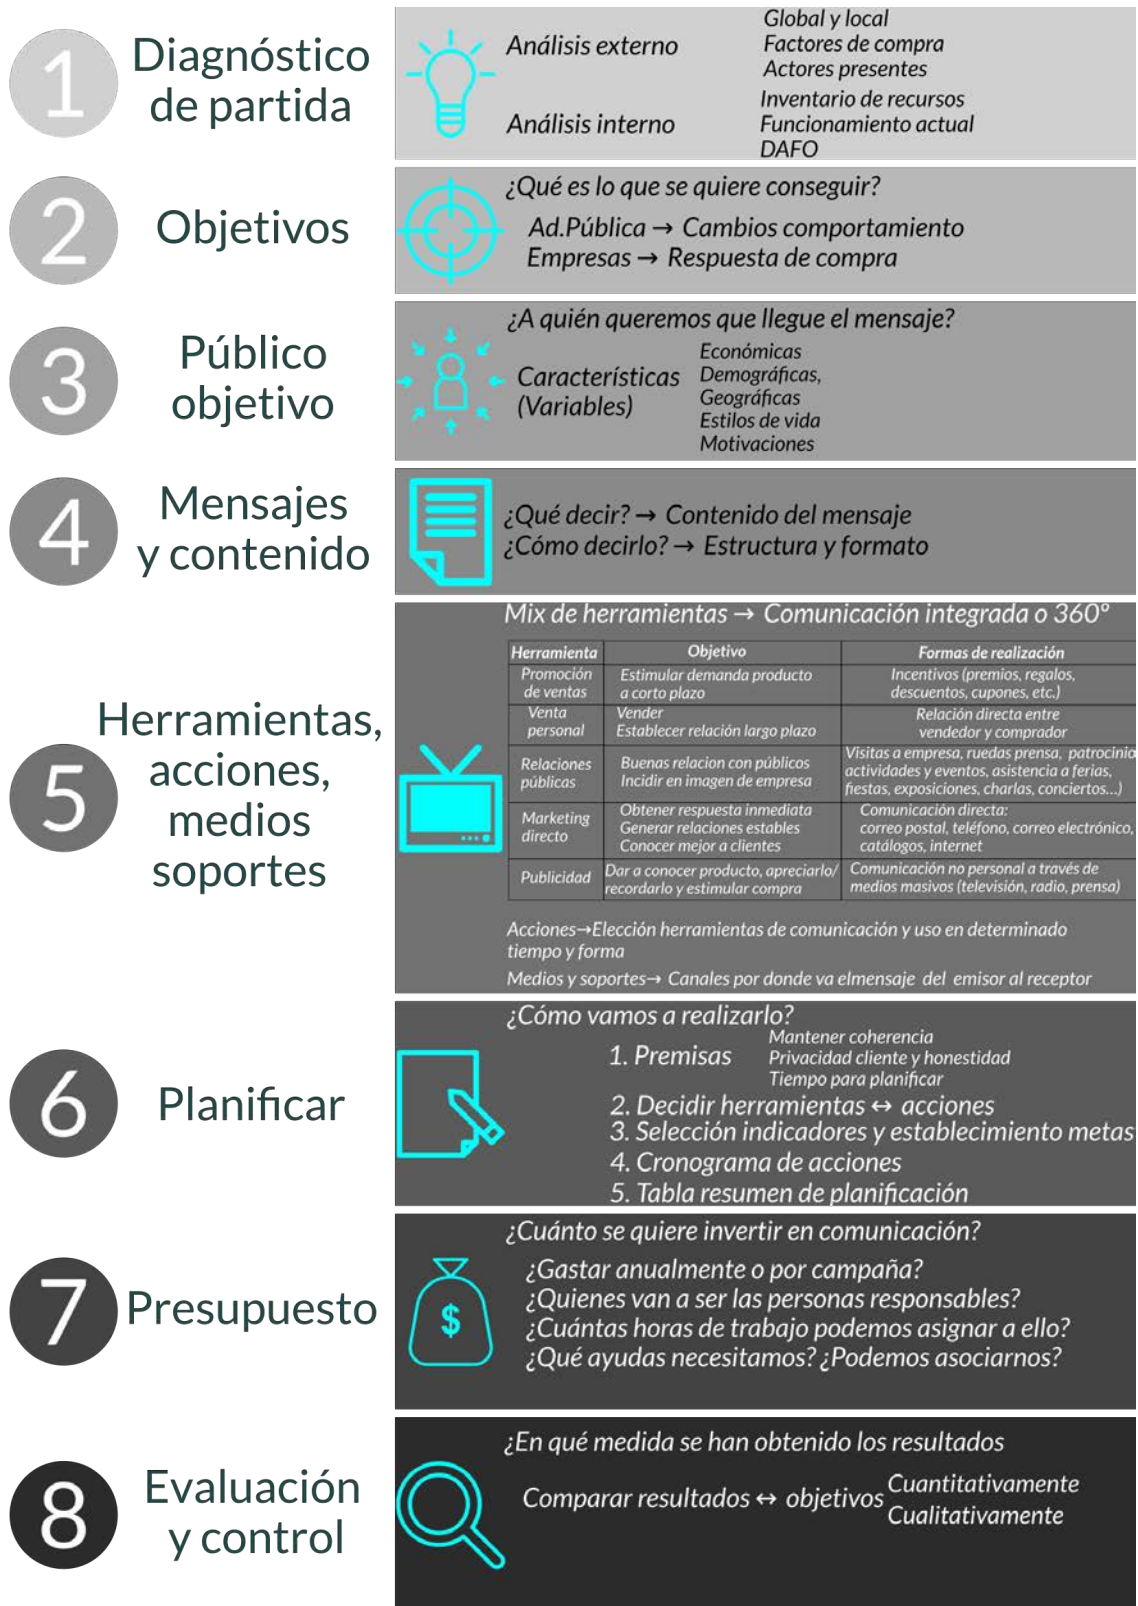 1
Diagnóstico
de partida
Análisis externo
Global y local
Factores de compra
Actores presentes
Análisis interno
Inventario de recursos
Funcionamiento actual
DAFO
2
Objetivos
¿Qué es lo que se quiere conseguir?
Ad.Pública → Cambios comportamiento
Empresas → Respuesta de compra
3
Público
objetivo
¿A quién queremos que llegue el mensaje?
Característicás
(Variables)
Económicas
Demográficas,
Geográficas
Estilos de vida
Motivaciones
4
Mensajes
y contenido
¿Qué decir? → Contenido del mensaje
¿Cómo decirlo? → Estructura y formato
5
Herramientas,
acciones,
medios
soportes
Mix de herramientas → Comunicación integrada o 360º
Herramienta Objetivo Formas de realización
Promoción
de ventas
Estimular demanda producto
a corto plazo
Incentivos (premios, regalos,
descuentos, cupones, etc.)
Venta
personal
Vender
Establecer relación largo plazo
Relación directa entre
vendedor y comprador
Relaciones
públicas
Buenas relacion con públicos
Incidir en imagen de empresa
Visitas a empresa, ruedas prensa, patrocinio
actividades y eventos, asistencia a ferias,
fiestas, exposiciones, charlas, conciertos...)
Marketing
directo
Obtener respuesta inmediata
Generar relaciones estables
Conocer mejor a clientes
Comunicación directa:
correo postal, teléfono, correo electrónico,
catálogos, internet
Publicidad
Dar a conocer producto, apreciarlo/
recordarlo y estimular compra
Comunicación no personal a través de
medios masivos (televisión, radio, prensa)
Acciones→Elección herramientas de comunicación y uso en determinado
tiempo y forma
Medios y soportes→ Canales por donde va elmensaje del emisor al receptor
6
Planificar
¿Cómo vamos a realizarlo?
1. Premisas
Mantener coherencia
Privacidad cliente y honestidad
Tiempo para planificar
2. Decidir herramientas ↔ acciones
3. Selección indicadores y establecimiento metas
4. Cronograma de acciones
5. Tabla resumen de planificación
7
Presupuesto
$
¿Cuánto se quiere invertir en comunicación?
¿Gastar anualmente o por campaña?
¿Quienes van a ser las personas responsables?
¿Cuántas horas de trabajo podemos asignar a ello?
¿Qué ayudas necesitamos? ¿Podemos asociarnos?
8
Evaluación
y control
¿En qué medida se han obtenido los resultados
Comparar resultados ↔ objetivos
Cuantitativamente
Cualitativamente